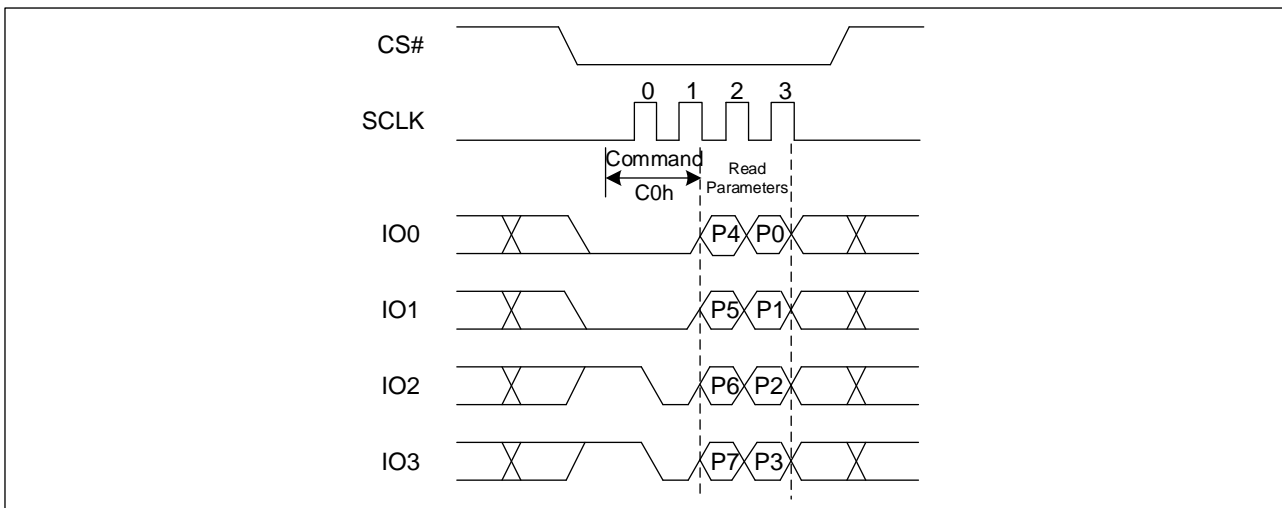 CS#
0 1 2 3
SCLK
Command
C0h
Read
Parameters
IO0 P4 P0
IO1 P5 P1
IO2 P6 P2
IO3 P7 P3